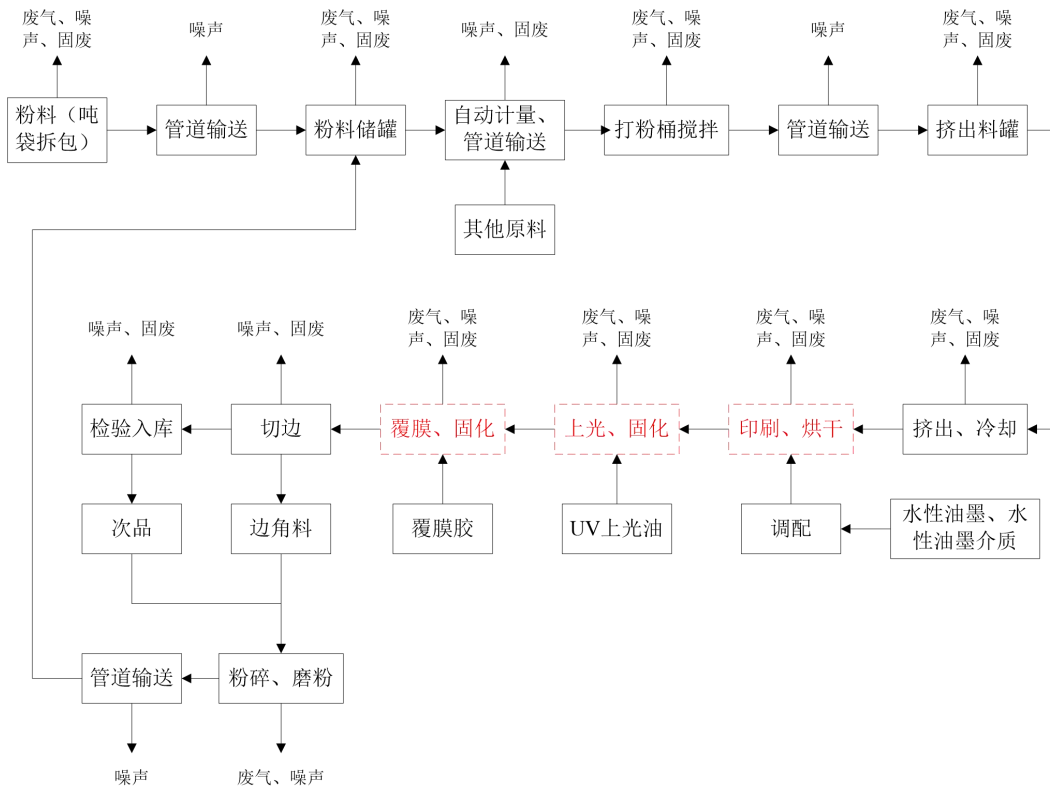 废气、噪
声、固废
噪声
废气、噪
声、固废
噪声、固废
废气、噪
声、固废
噪声
废气、噪
声、固废
粉料（吨
袋拆包）
管道输送
粉料储罐
自动计量、
管道输送
打粉桶搅拌
管道输送
挤出料罐
其他原料
噪声、固废
噪声、固废
废气、噪
声、固废
废气、噪
声、固废
废气、噪
声、固废
废气、噪
声、固废
检验入库
切边
覆膜、固化
上光、固化
印刷、烘干
挤出、冷却
次品
边角料
覆膜胶
UV上光油
调配
水性油墨、水
性油墨介质
管道输送
粉碎、磨粉
噪声
废气、噪声